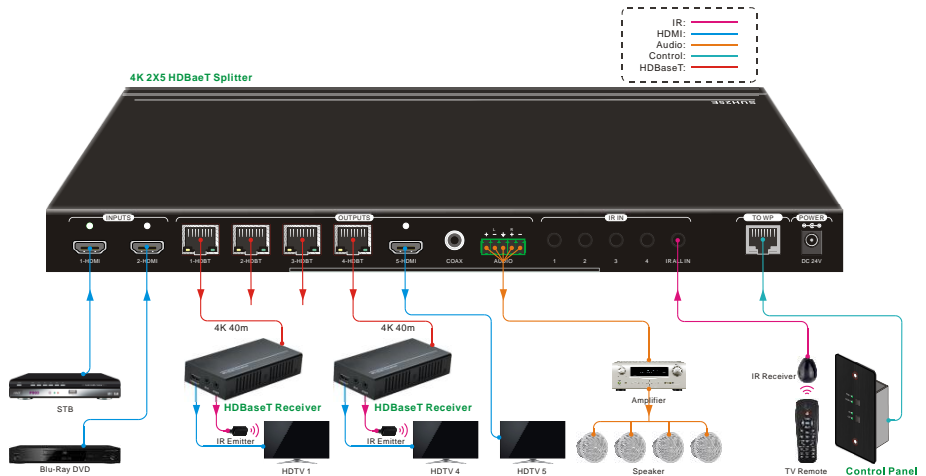 IR:
HDMI:
Audio:
Control:
HDBaseT:
4K 2X5 HDBaeT Splitter
SUH25E
INPUTS
OUTPUTS
IR IN
TO WP
POWER
L R
+ - + -
1-HDMI
2-HDMI
1-HDBT
2-HDBT
3-HDBT
4-HDBT
5-HDMI
COAX
AUDIO
1
2
3
4
IR ALL IN
DC 24V
4K 40m
4K 40m
STB
Blu-Ray DVD
HDBaseT Receiver
IR Emitter
HDTV 1
HDBaseT Receiver
IR Emitter
HDTV 4
HDTV 5
Amplifier
Speaker
IR Receiver
TV Remote
Control Panel